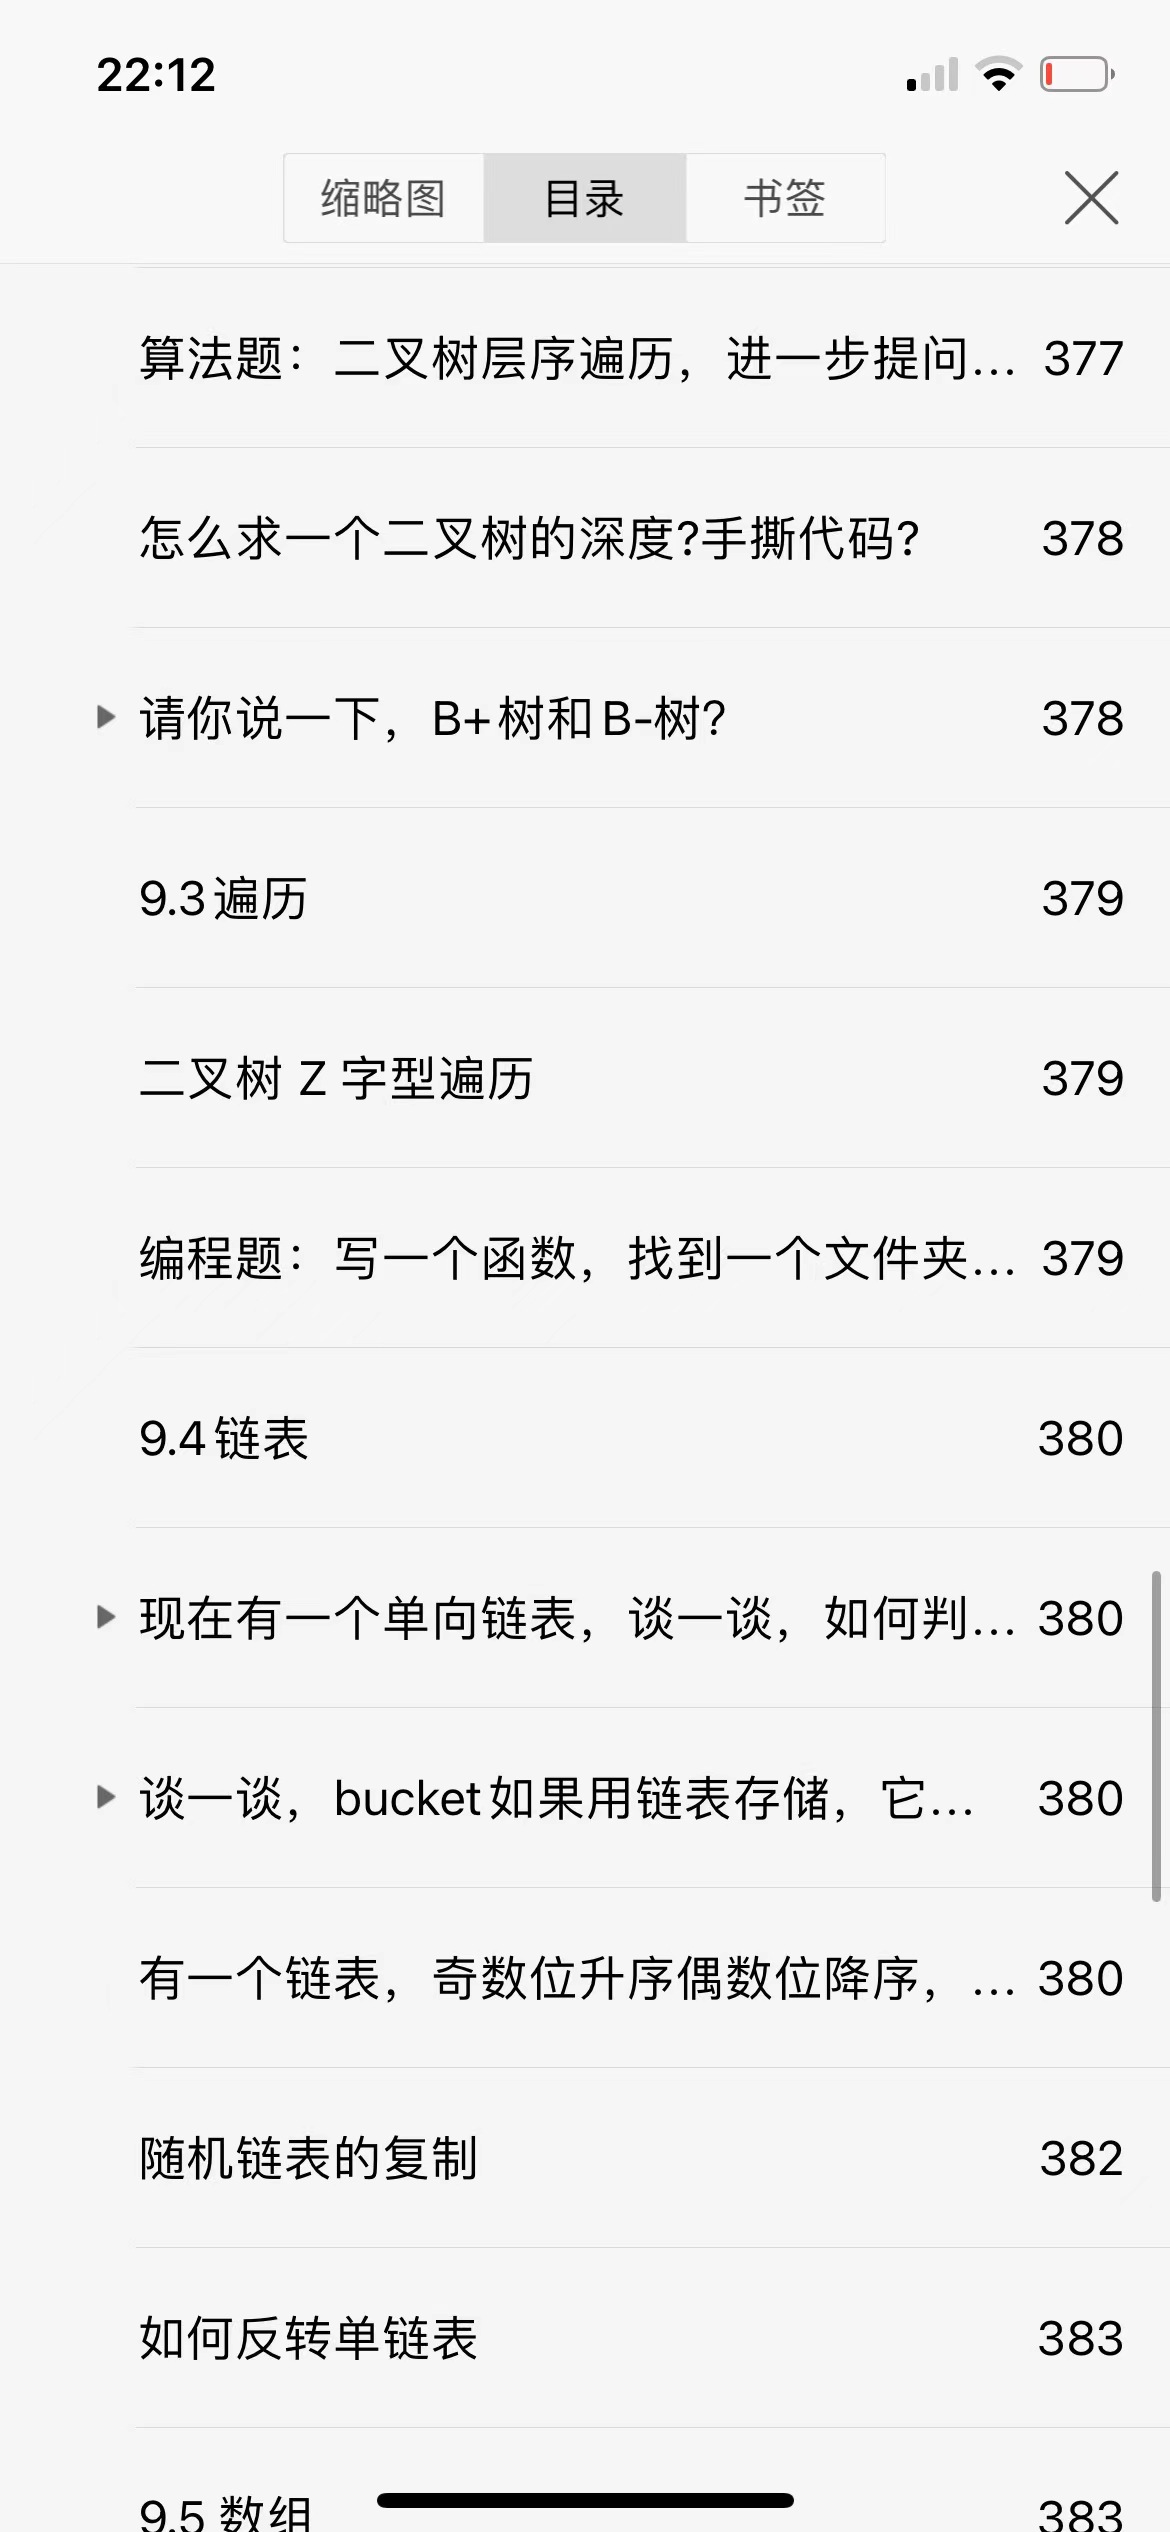 22:12
缩略图 目录 书签
算法题：二叉树层序遍历，进一步提问... 377
怎么求一个二叉树的深度?手撕代码? 378
请你说一下，B+树和B-树? 378
9.3遍历 379
二叉树 Z 字型遍历 379
编程题：写一个函数，找到一个文件夹... 379
9.4链表 380
现在有一个单向链表，谈一谈，如何判... 380
谈一谈，bucket如果用链表存储，它... 380
有一个链表，奇数位升序偶数位降序，... 380
随机链表的复制 382
如何反转单链表 383
9.5 数组 383